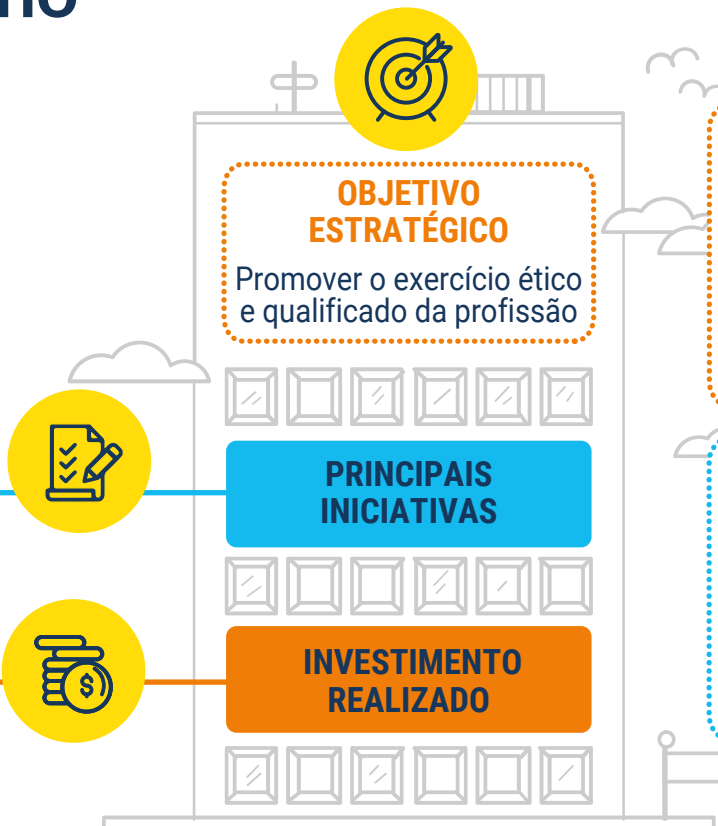 OBJETIVO
ESTRATÉGICO
Promover o exercício ético
e qualificado da profissão
PRINCIPAIS
INICIATIVAS
INVESTIMENTO
REALIZADO